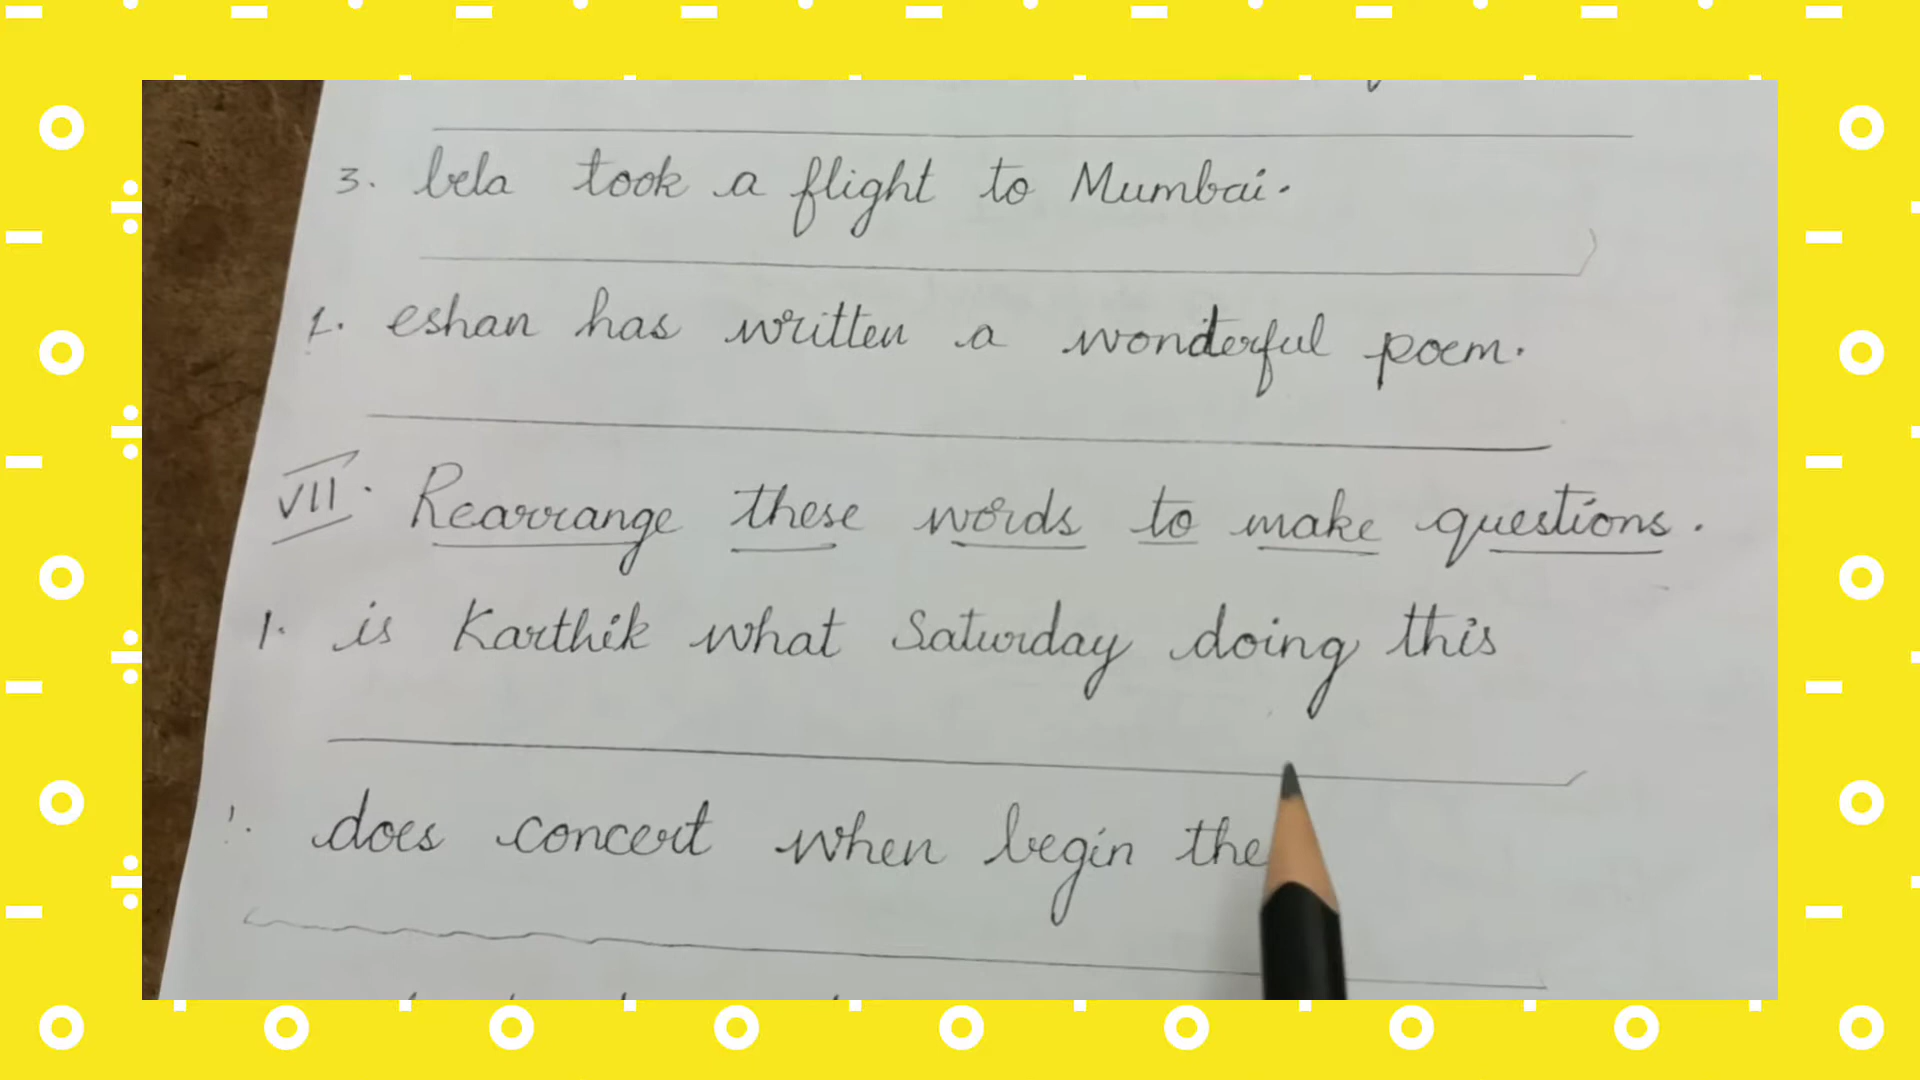 3. bela took a flight to Mumbai.
eshan has written a wonderful poem.
VII. Rearrange these words to make questions.
1. is Karthik what Saturday doing this
does concert when begin the